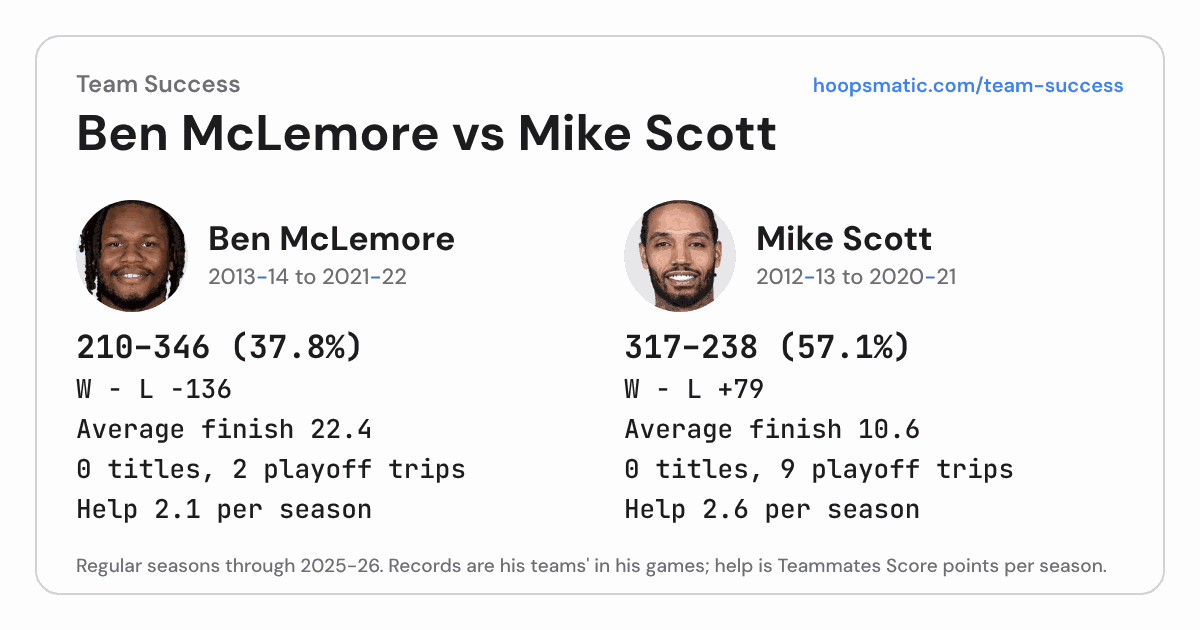 Team Success
hoopsmatic.com/team-success
Ben McLemore vs Mike Scott
Ben McLemore
2013-14 to 2021-22
210-346 (37.8%)
W - L -136
Average finish 22.4
0 titles, 2 playoff trips
Help 2.1 per season
Mike Scott
2012-13 to 2020-21
317-238 (57.1%)
W - L +79
Average finish 10.6
0 titles, 9 playoff trips
Help 2.6 per season
Regular seasons through 2025-26. Records are his teams' in his games; help is Teammates Score points per season.